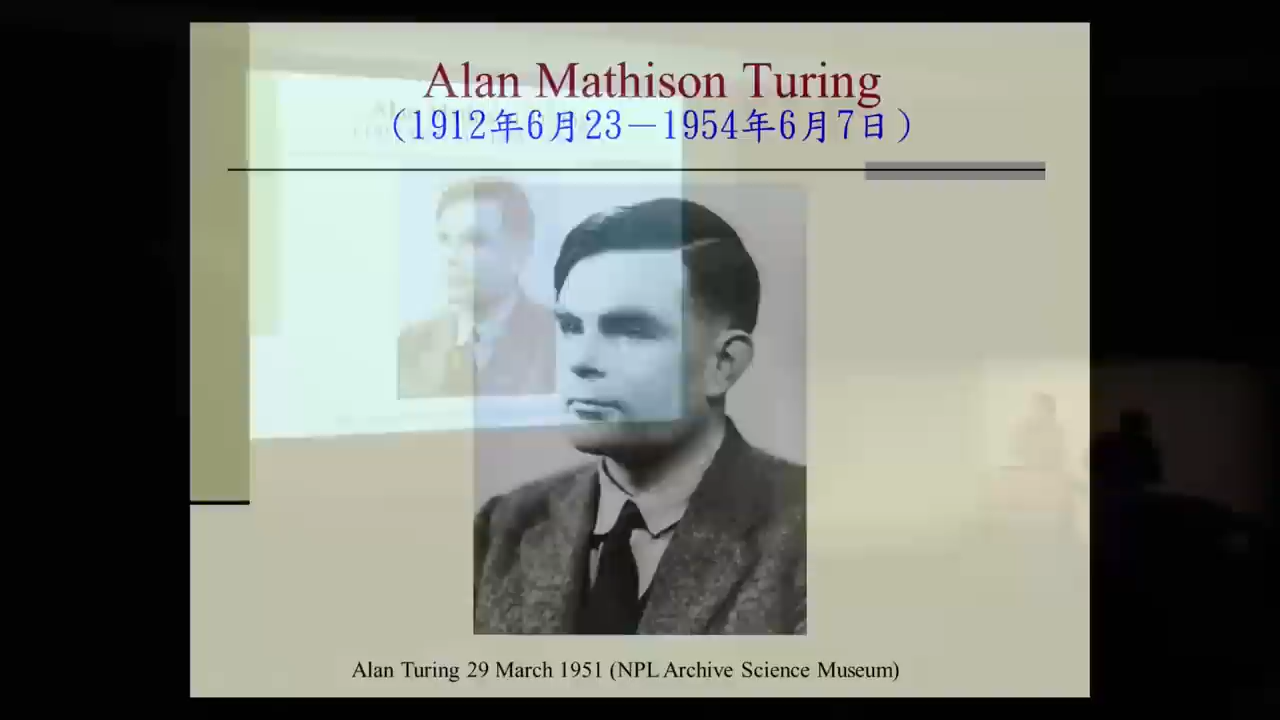 Alan Mathison Turing
(1912年6月23－1954年6月7日)
Alan Turing 29 March 1951 (NPL Archive Science Museum)